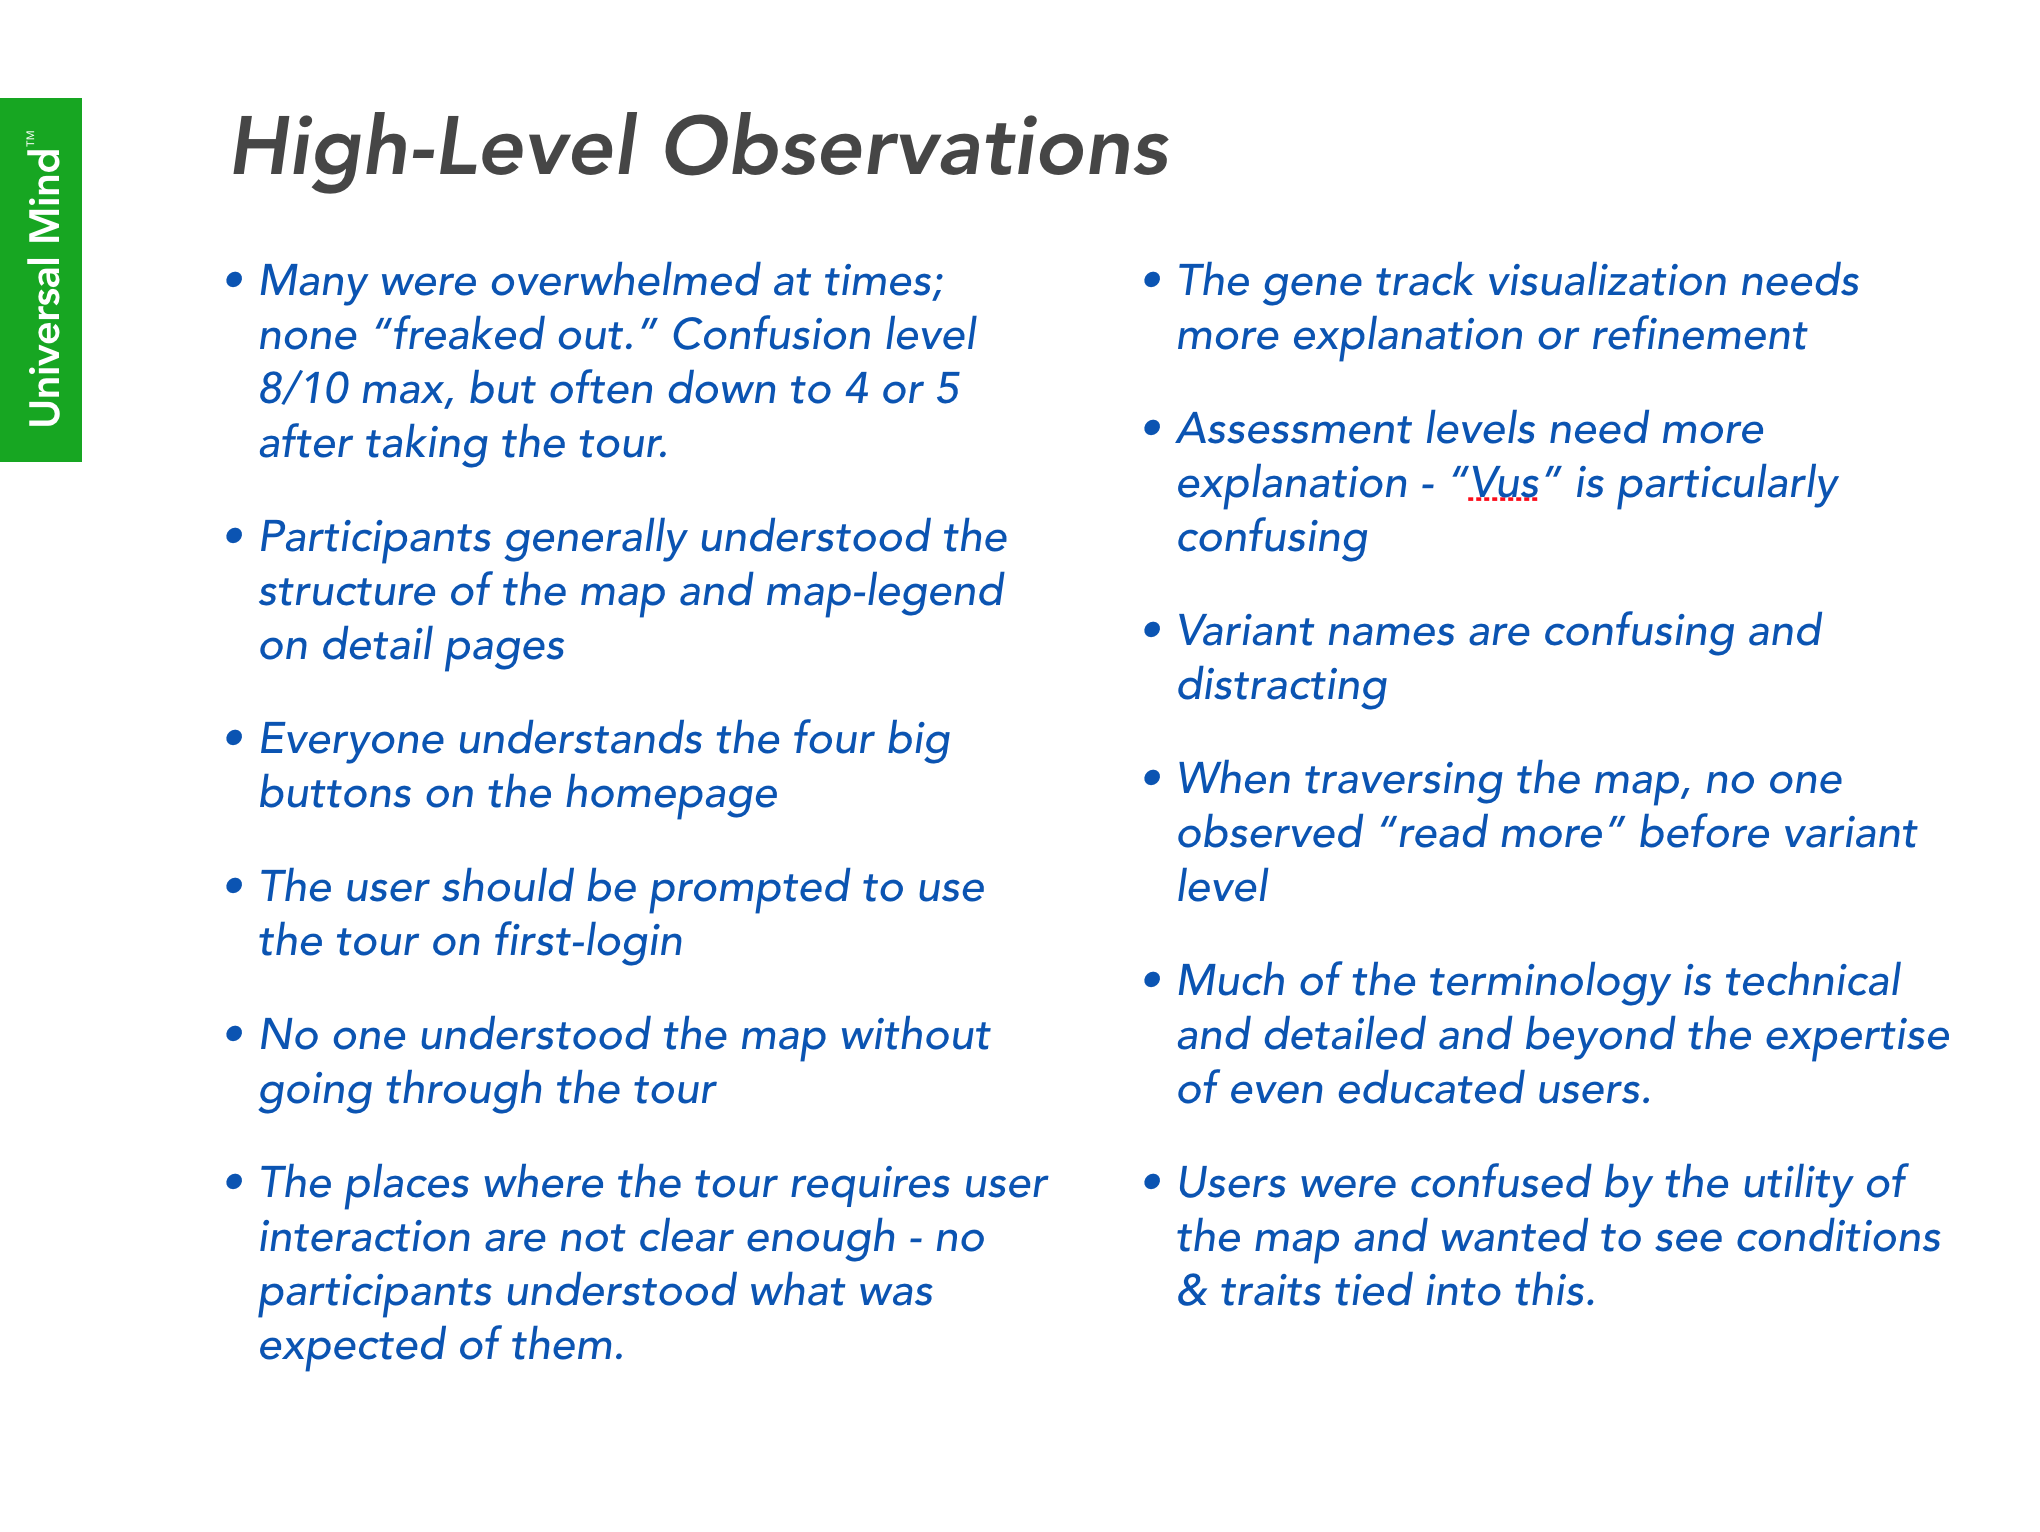 Universal Mind™
High-Level Observations
• Many were overwhelmed at times;
none “freaked out.” Confusion level
8/10 max, but often down to 4 or 5
after taking the tour.
• Participants generally understood the
structure of the map and map-legend
on detail pages
• Everyone understands the four big
buttons on the homepage
• The user should be prompted to use
the tour on first-login
• No one understood the map without
going through the tour
• The places where the tour requires user
interaction are not clear enough - no
participants understood what was
expected of them.
• The gene track visualization needs
more explanation or refinement
• Assessment levels need more
explanation - “Vus” is particularly
confusing
• Variant names are confusing and
distracting
• When traversing the map, no one
observed “read more” before variant
level
• Much of the terminology is technical
and detailed and beyond the expertise
of even educated users.
• Users were confused by the utility of
the map and wanted to see conditions
& traits tied into this.